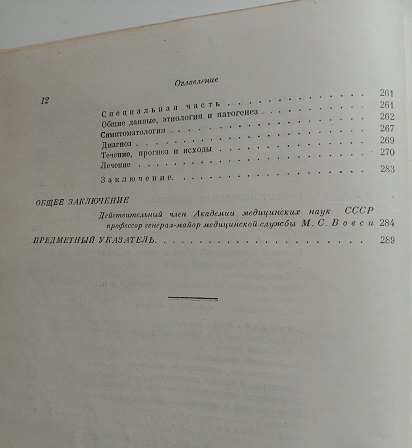 Оглавление
12
Специальная часть . . . . . . . . . . . . . 261
Общие данные, этиология и патогенез . . . . . . . . 261
Симптоматология . . . . . . . . . . . . . . . . 262
Диагноз . . . . . . . . . . . . . . . . . . . 267
Течение, прогноз и исходы . . . . . . . . . . . . 269
Лечение . . . . . . . . . . . . . . . . . . . 270
Заключение . . . . . . . . . . . . . . . . . . 283
ОБЩЕЕ ЗАКЛЮЧЕНИЕ
Действительный член Академии медицинских наук СССР
профессор генерал-майор медицинской службы М. С. Вовси 284
ПРЕДМЕТНЫЙ УКАЗАТЕЛЬ . . . . . . . . . . . . . . . 289